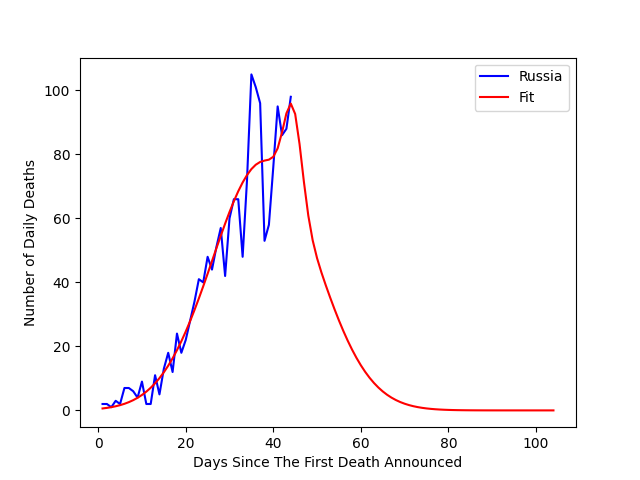 Russia
Fit
Number of Daily Deaths
100
80
60
40
20
0
0 20 40 60 80 100
Days Since The First Death Announced